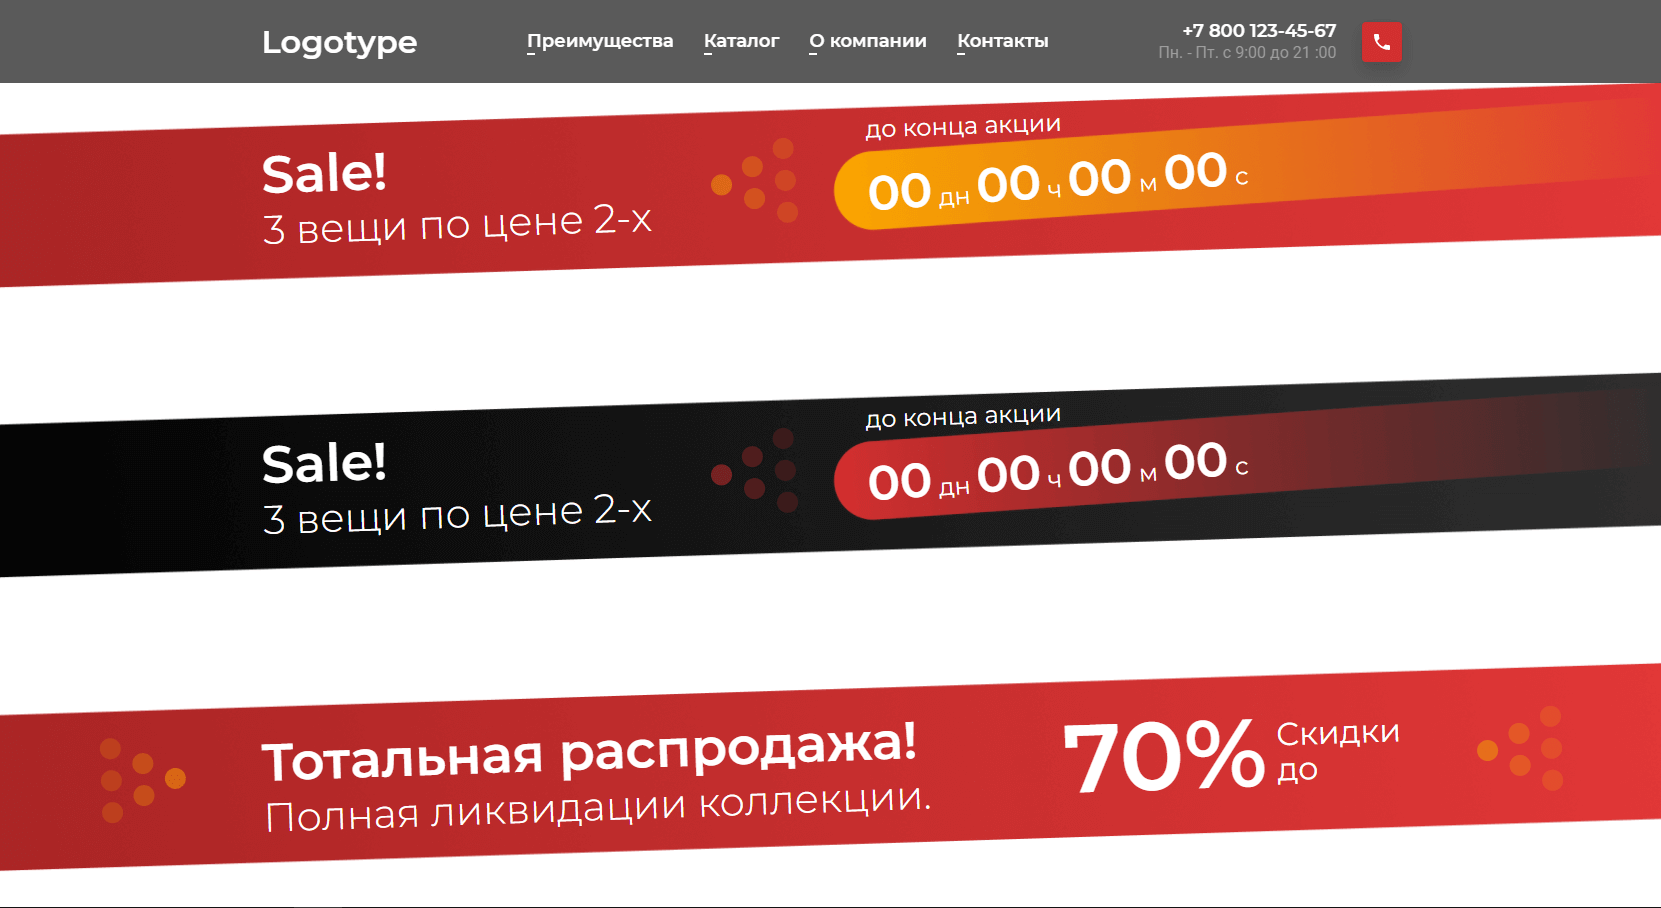 Logotype
Преимущества Каталог О компании Контакты
+7 800 123-45-67
Пн. - Пт. с 9:00 до 21 :00
Sale!
3 вещи по цене 2-х
до конца акции
00 дн 00 ч 00 м 00 с
Sale!
3 вещи по цене 2-х
до конца акции
00 дн 00 ч 00 м 00 с
Тотальная распродажа!
Полная ликвидации коллекции.
70% Скидки
до